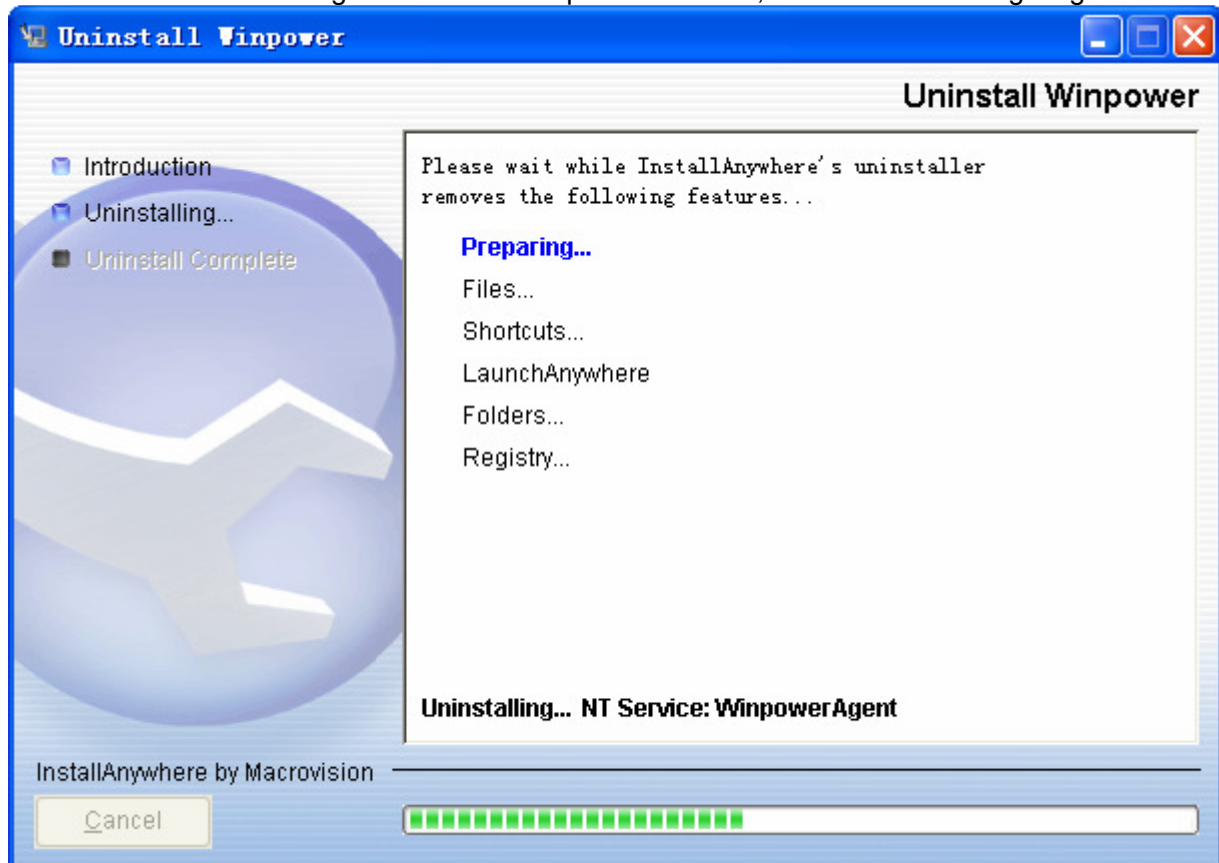 Uninstall Winpower
Uninstall Winpower
Introduction
Uninstalling...
Uninstall Complete
Please wait while InstallAnywhere's uninstaller
removes the following features...
Preparing...
Files...
Shortcuts...
LaunchAnywhere
Folders...
Registry...
Uninstalling... NT Service: WinpowerAgent
InstallAnywhere by Macrovision
Cancel